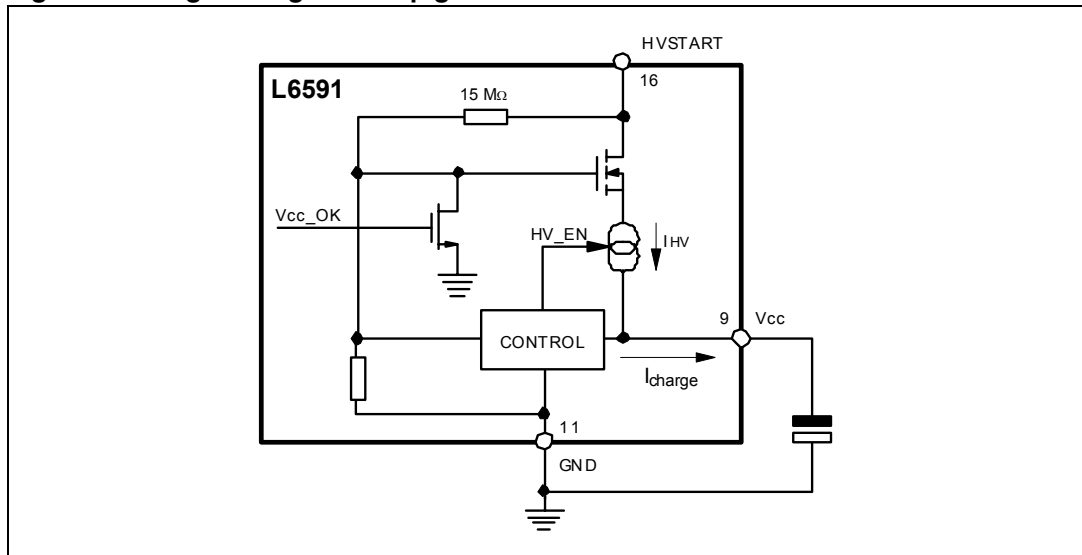 HVSTART
16
L6591
15 MΩ
Vcc_OK
HV_EN
IHV
9
Vcc
CONTROL
Icharge
11
GND